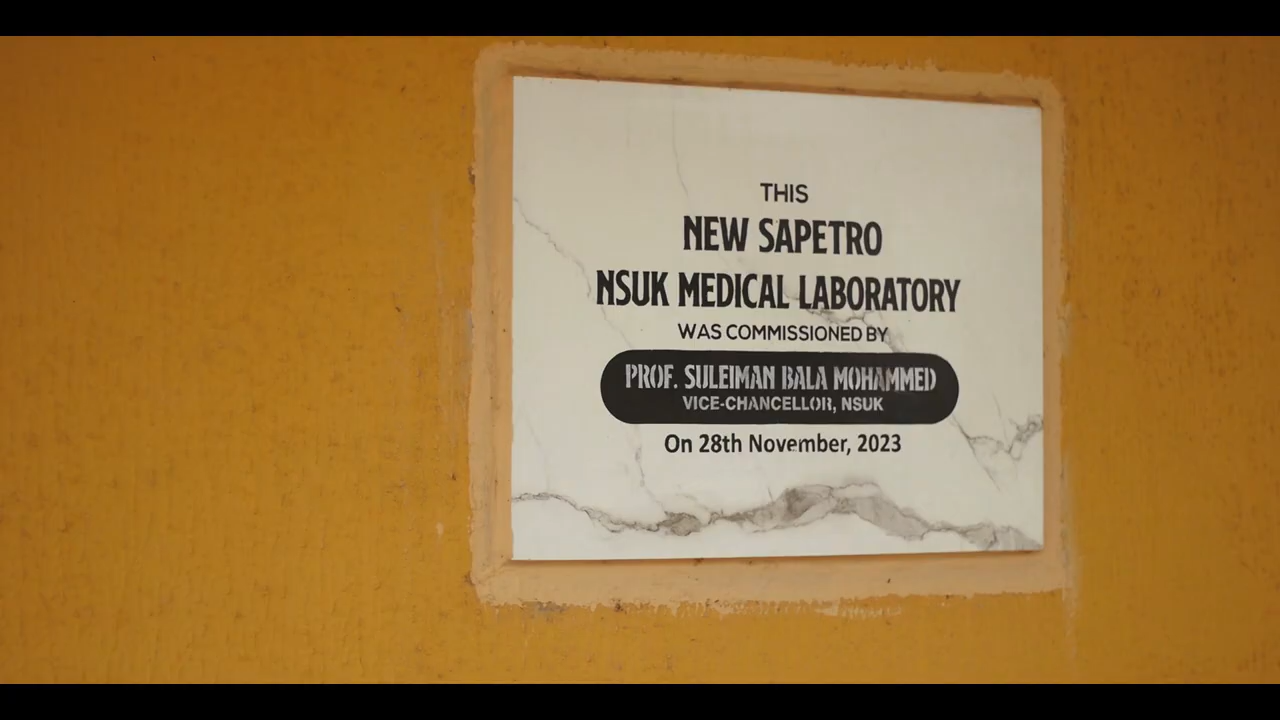 THIS
NEW SAPETRO
NSUK MEDICAL LABORATORY
WAS COMMISSIONED BY
PROF. SULEIMAN BALA MOHAMMED
VICE-CHANCELLOR, NSUK
On 28th November, 2023